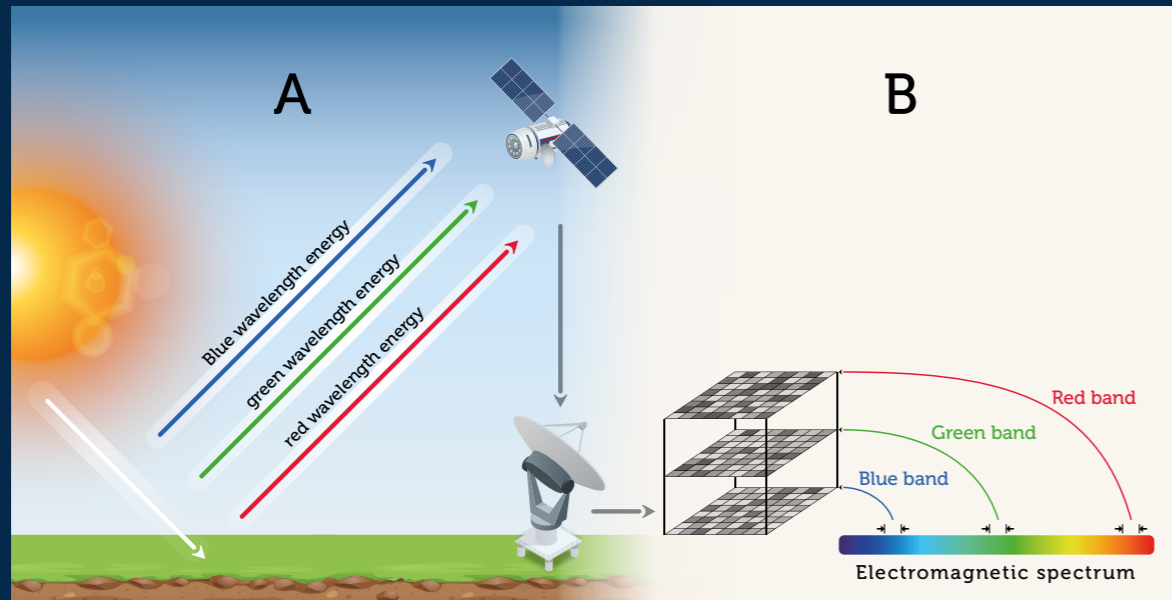 A
B
Blue wavelength energy
green wavelength energy
red wavelength energy
Red band
Green band
Blue band
Electromagnetic spectrum